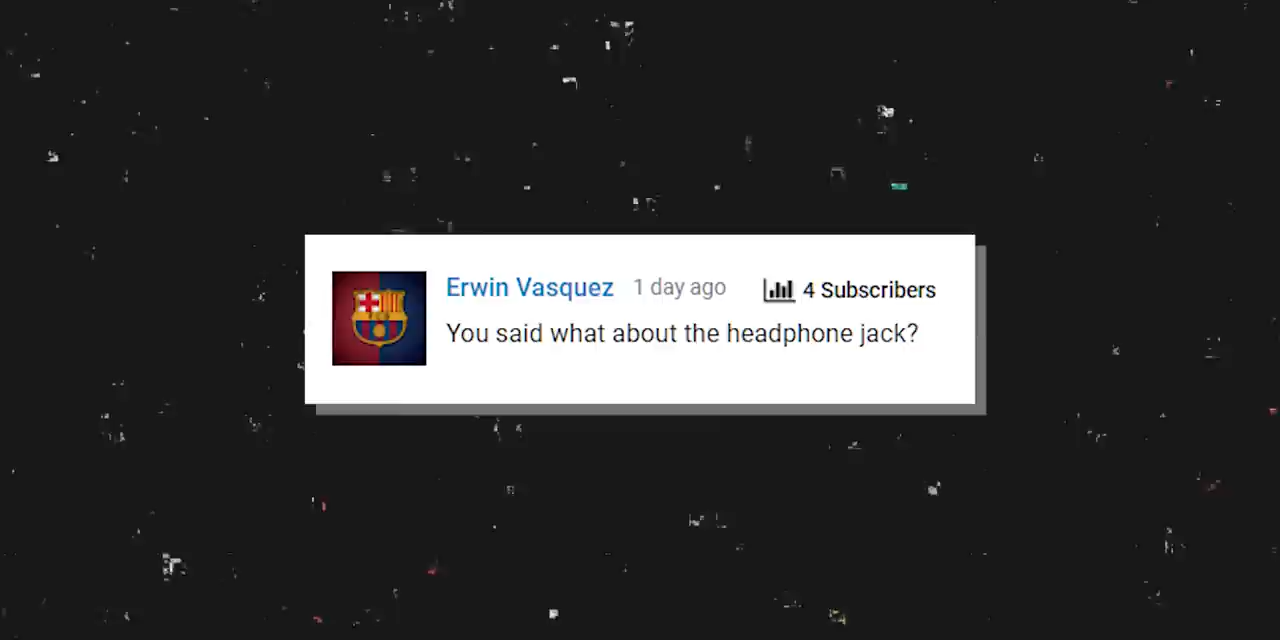 Erwin Vasquez 1 day ago 4 Subscribers
You said what about the headphone jack?